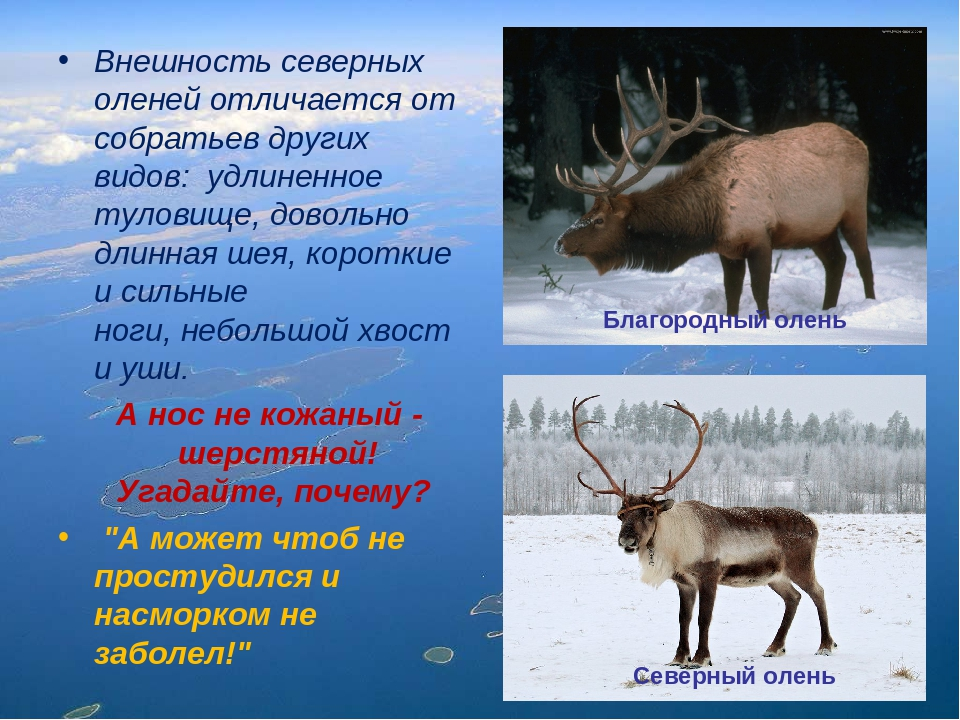 • Внешность северных
оленей отличается от
собратьев других
видов: удлиненное
туловище, довольно
длинная шея, короткие
и сильные
ноги, небольшой хвост
и уши.
А нос не кожаный -
шерстяной!
Угадайте, почему?
• "А может чтоб не
простудился и
насморком не
заболел!"
Благородный олень
Северный олень